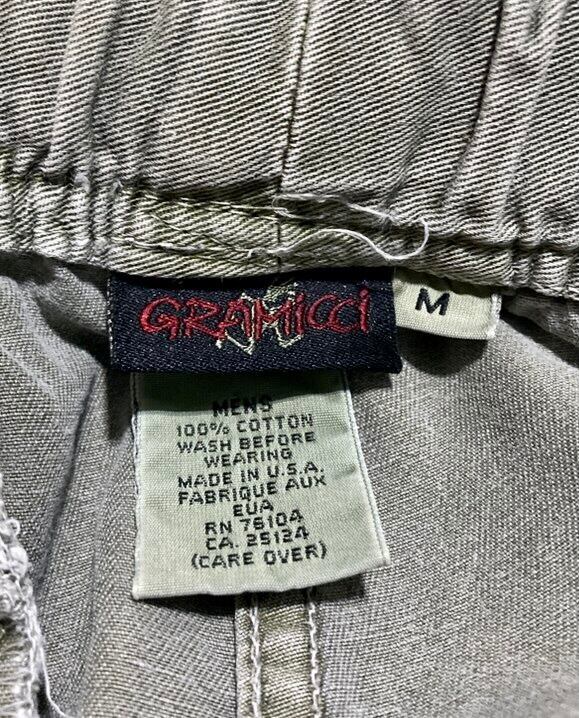 GRAMiCCi
M
MENS
100% COTTON
WASH BEFORE
WEARING
MADE IN U.S.A.
FABRIQUE AUX
EUA
RN 76104
CA. 25124
(CARE OVER)